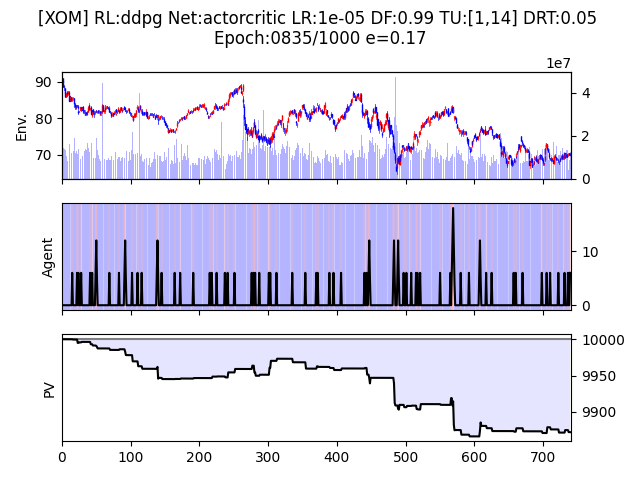 [XOM] RL:ddpg Net:actorcritic LR:1e-05 DF:0.99 TU:[1,14] DRT:0.05
Epoch:0835/1000 e=0.17
1e7
90
80
70
Env.
4
2
0
Agent
10
0
PV
10000
9950
9900
0 100 200 300 400 500 600 700